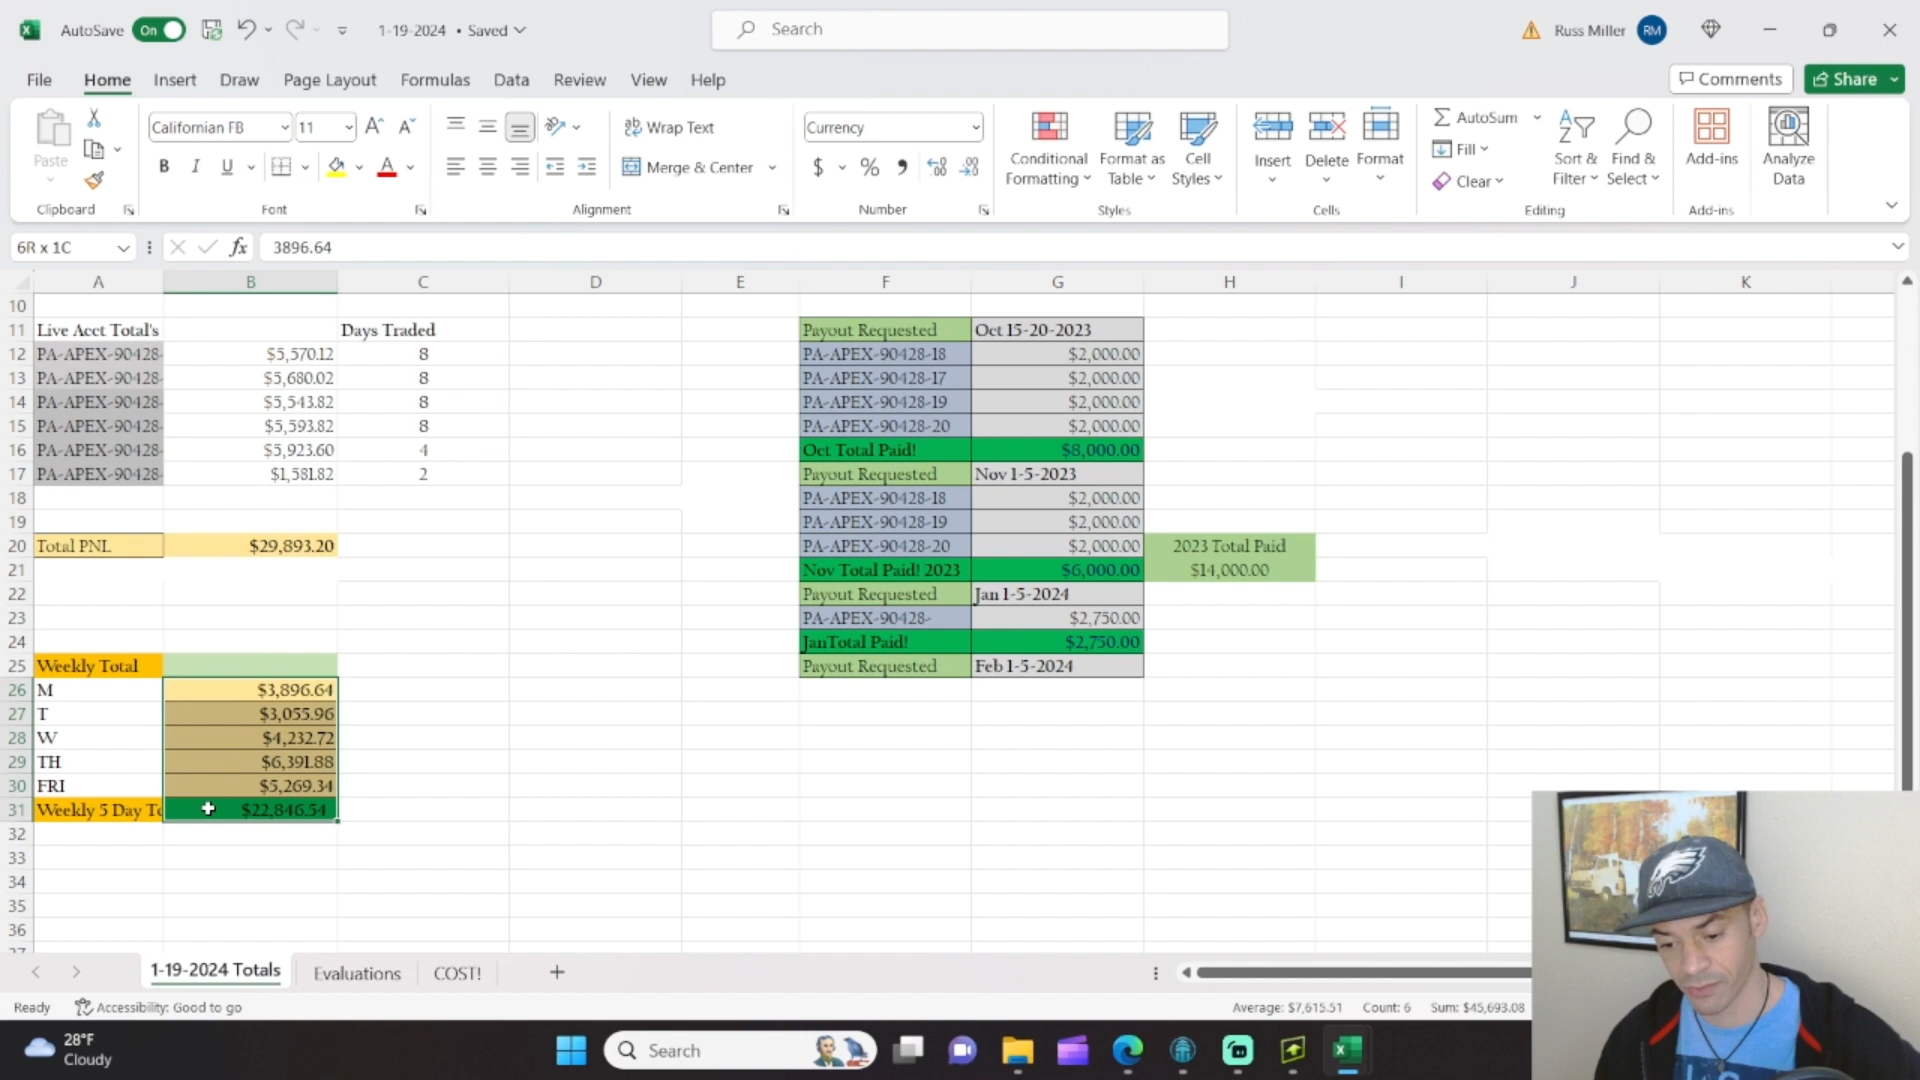 AutoSave On 1-19-2024 • Saved Search Russ Miller RM
File Home Insert Draw Page Layout Formulas Data Review View Help Comments Share
Paste Californian FB 11 Wrap Text Currency Conditional Formatting Format as Table Cell Styles Insert Delete Format AutoSum Fill Clear Sort & Filter Find & Select Add-ins Analyze Data
B I U A Merge & Center $ %
Clipboard Font Alignment Number Styles Cells Editing Add-ins
6R x 1C fx 3896.64
A B C D E F G H I J K
10
11 Live Acct Total's Days Traded Payout Requested Oct 15-20-2023
12 PA-APEX-90428- $5,570.12 8 PA-APEX-90428-18 $2,000.00
13 PA-APEX-90428- $5,680.02 8 PA-APEX-90428-17 $2,000.00
14 PA-APEX-90428- $5,543.82 8 PA-APEX-90428-19 $2,000.00
15 PA-APEX-90428- $5,593.82 8 PA-APEX-90428-20 $2,000.00
16 PA-APEX-90428- $5,923.60 4 Oct Total Paid! $8,000.00
17 PA-APEX-90428- $1,581.82 2 Payout Requested Nov 1-5-2023
18 PA-APEX-90428-18 $2,000.00
19 PA-APEX-90428-19 $2,000.00
20 Total PNL $29,893.20 PA-APEX-90428-20 $2,000.00 2023 Total Paid
21 Nov Total Paid! 2023 $6,000.00 $14,000.00
22 Payout Requested Jan 1-5-2024
23 PA-APEX-90428- $2,750.00
24 JanTotal Paid! $2,750.00
25 Weekly Total Payout Requested Feb 1-5-2024
26 M $3,896.64
27 T $3,055.96
28 W $4,232.72
29 TH $6,391.88
30 FRI $5,269.34
31 Weekly 5 Day To $22,846.54
32
33
34
35
36
37
1-19-2024 Totals Evaluations COST!
Ready Accessibility: Good to go Average: $7,615.51 Count: 6 Sum: $45,693.08
28°F
Cloudy
Search